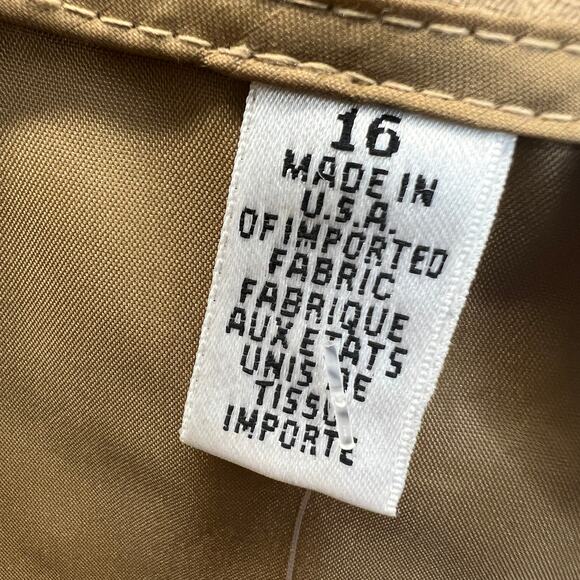 16
MADE IN
U.S.A.
OF IMPORTED
FABRIC
FABRIQUE
AUX ETATS
UNIS DE
TISSU
IMPORTE